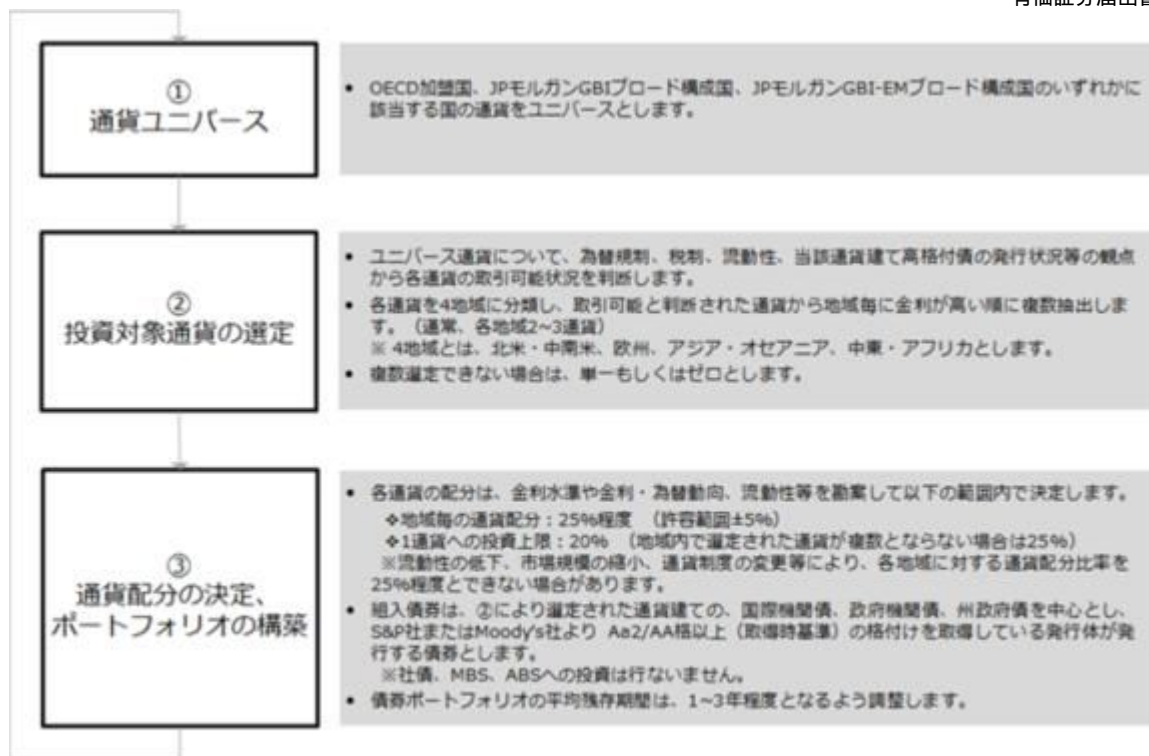 ①
通貨ユニバース
• OECD加盟国、JPモルガンGBIブロード構成国、JPモルガンGBI-EMブロード構成国のいずれかに
該当する国の通貨をユニバースとします。
②
投資対象通貨の選定
• ユニバース通貨について、為替規制、税制、流動性、当該通貨建て高格付債の発行状況等の観点
から各通貨の取引可能状況を判断します。
• 各通貨を4地域に分類し、取引可能と判断された通貨から地域毎に金利が高い順に複数抽出しま
す。（通常、各地域2~3通貨）
※ 4地域とは、北米・中南米、欧州、アジア・オセアニア、中東・アフリカとします。
• 複数選定できない場合は、単一もしくはゼロとします。
③
通貨配分の決定、
ポートフォリオの構築
• 各通貨の配分は、金利水準や金利・為替動向、流動性等を勘案して以下の範囲内で決定します。
❖地域毎の通貨配分：25%程度 （許容範囲±5%）
❖1通貨への投資上限：20% （地域内で選定された通貨が複数とならない場合は25%）
※流動性の低下、市場規模の縮小、通貨制度の変更等により、各地域に対する通貨配分比率を
25%程度とできない場合があります。
• 組入債券は、②により選定された通貨建ての、国際機関債、政府機関債、州政府債を中心とし、
S&P社またはMoody's社より Aa2/AA格以上（取得時基準）の格付けを取得している発行体が発
行する債券とします。
※社債、MBS、ABSへの投資は行ないません。
• 債券ポートフォリオの平均残存期間は、1~3年程度となるよう調整します。